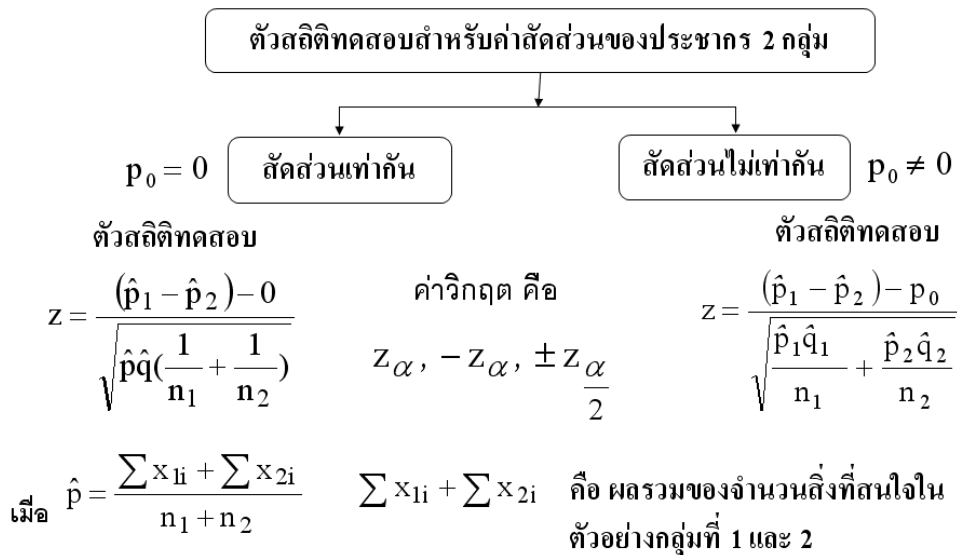 ตัวสถิติทดสอบสำหรับค่าสัดส่วนของประชากร 2 กลุ่ม
p₀ = 0 สัดส่วนเท่ากัน สัดส่วนไม่เท่ากัน p₀ ≠ 0
ตัวสถิติทดสอบ ตัวสถิติทดสอบ
z = ((p̂₁ − p̂₂) − 0) / √(p̂q̂(1/n₁ + 1/n₂))
ค่าวิกฤต คือ
z_α, −z_α, ±z_(α/2)
z = ((p̂₁ − p̂₂) − p₀) / √(p̂₁q̂₁/n₁ + p̂₂q̂₂/n₂)
เมื่อ p̂ = (∑x₁ᵢ + ∑x₂ᵢ) / (n₁ + n₂)
∑x₁ᵢ + ∑x₂ᵢ คือ ผลรวมของจำนวนสิ่งที่สนใจใน
ตัวอย่างกลุ่มที่ 1 และ 2